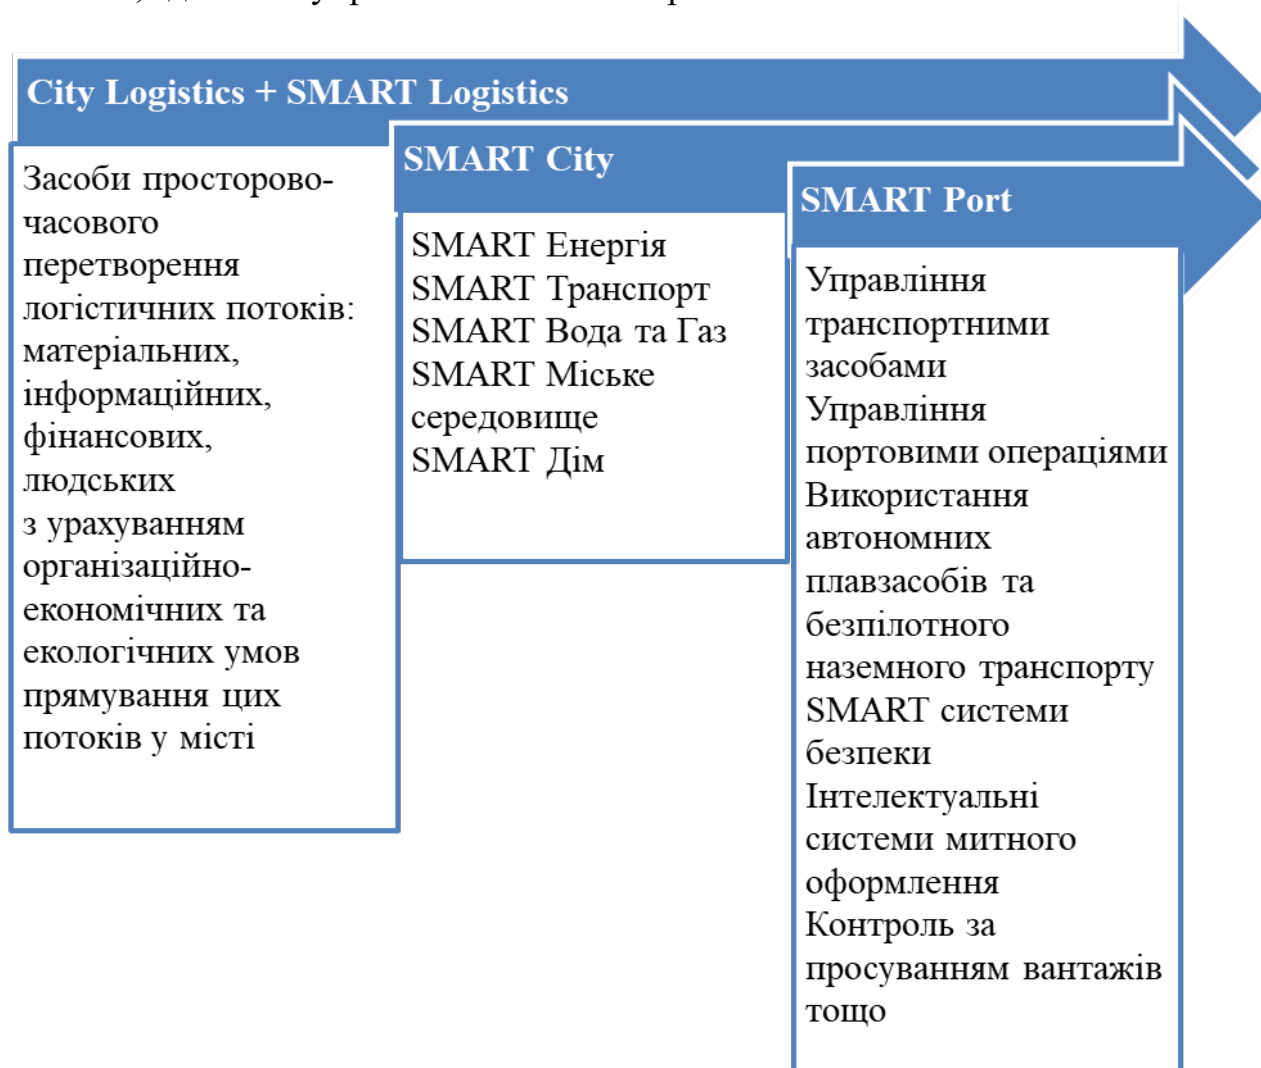 City Logistics + SMART Logistics
Засоби просторово-
часового
перетворення
логістичних потоків:
матеріальних,
інформаційних,
фінансових,
людських
з урахуванням
організаційно-
економічних та
екологічних умов
прямування цих
потоків у місті
SMART City
SMART Енергія
SMART Транспорт
SMART Вода та Газ
SMART Міське
середовище
SMART Дім
SMART Port
Управління
транспортними
засобами
Управління
портовими операціями
Використання
автономних
плавзасобів та
безпілотного
наземного транспорту
SMART системи
безпеки
Інтелектуальні
системи митного
оформлення
Контроль за
просуванням вантажів
тощо